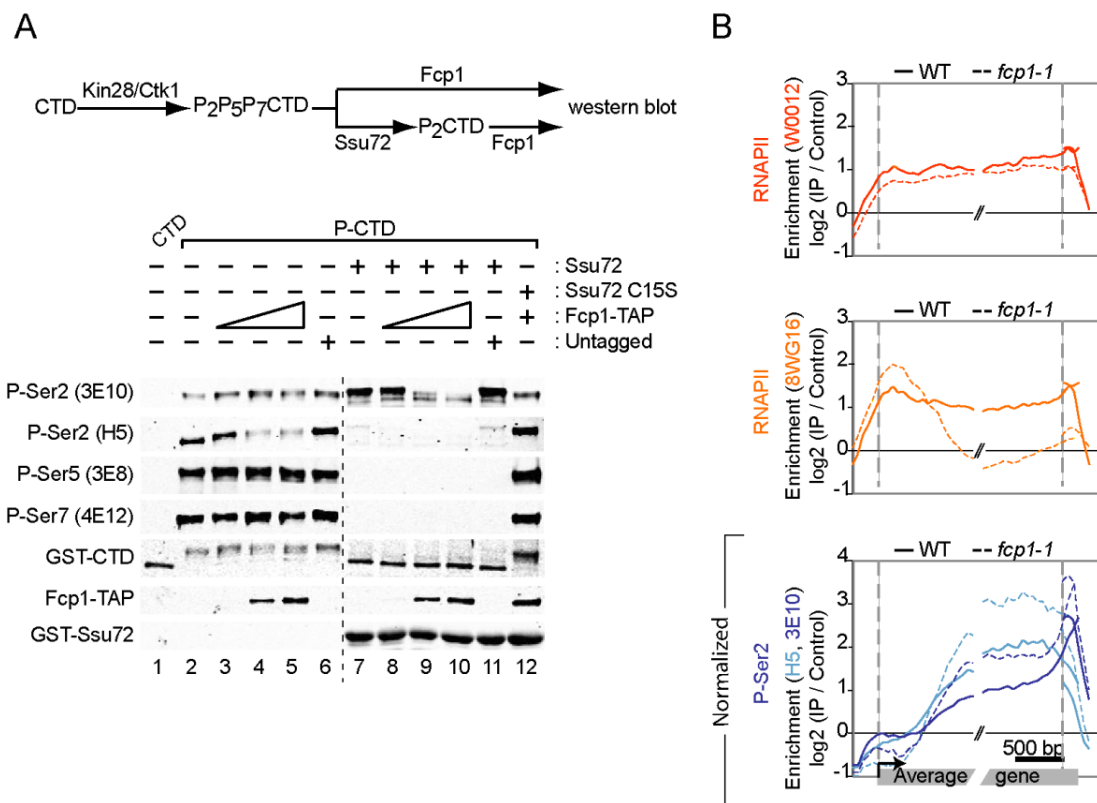 A
Kin28/Ctk1
CTD
P2P5P7CTD
Fcp1
western blot
Ssu72
P2CTD
Fcp1
CTD
P-CTD
– – – – – – + + + + + – : Ssu72
– – – – – – – – – – – + : Ssu72 C15S
– – – – – + : Fcp1-TAP
– – – – – + – – – – + – : Untagged
P-Ser2 (3E10)
P-Ser2 (H5)
P-Ser5 (3E8)
P-Ser7 (4E12)
GST-CTD
Fcp1-TAP
GST-Ssu72
1 2 3 4 5 6 7 8 9 10 11 12
B
WT fcp1-1
RNAPII
Enrichment (W0012)
log2 (IP / Control)
3
2
1
0
-1
//
WT fcp1-1
RNAPII
Enrichment (8WG16)
log2 (IP / Control)
3
2
1
0
-1
//
WT fcp1-1
Normalized
P-Ser2
Enrichment (H5, 3E10)
log2 (IP / Control)
4
3
2
1
0
-1
//
500 bp
Average gene